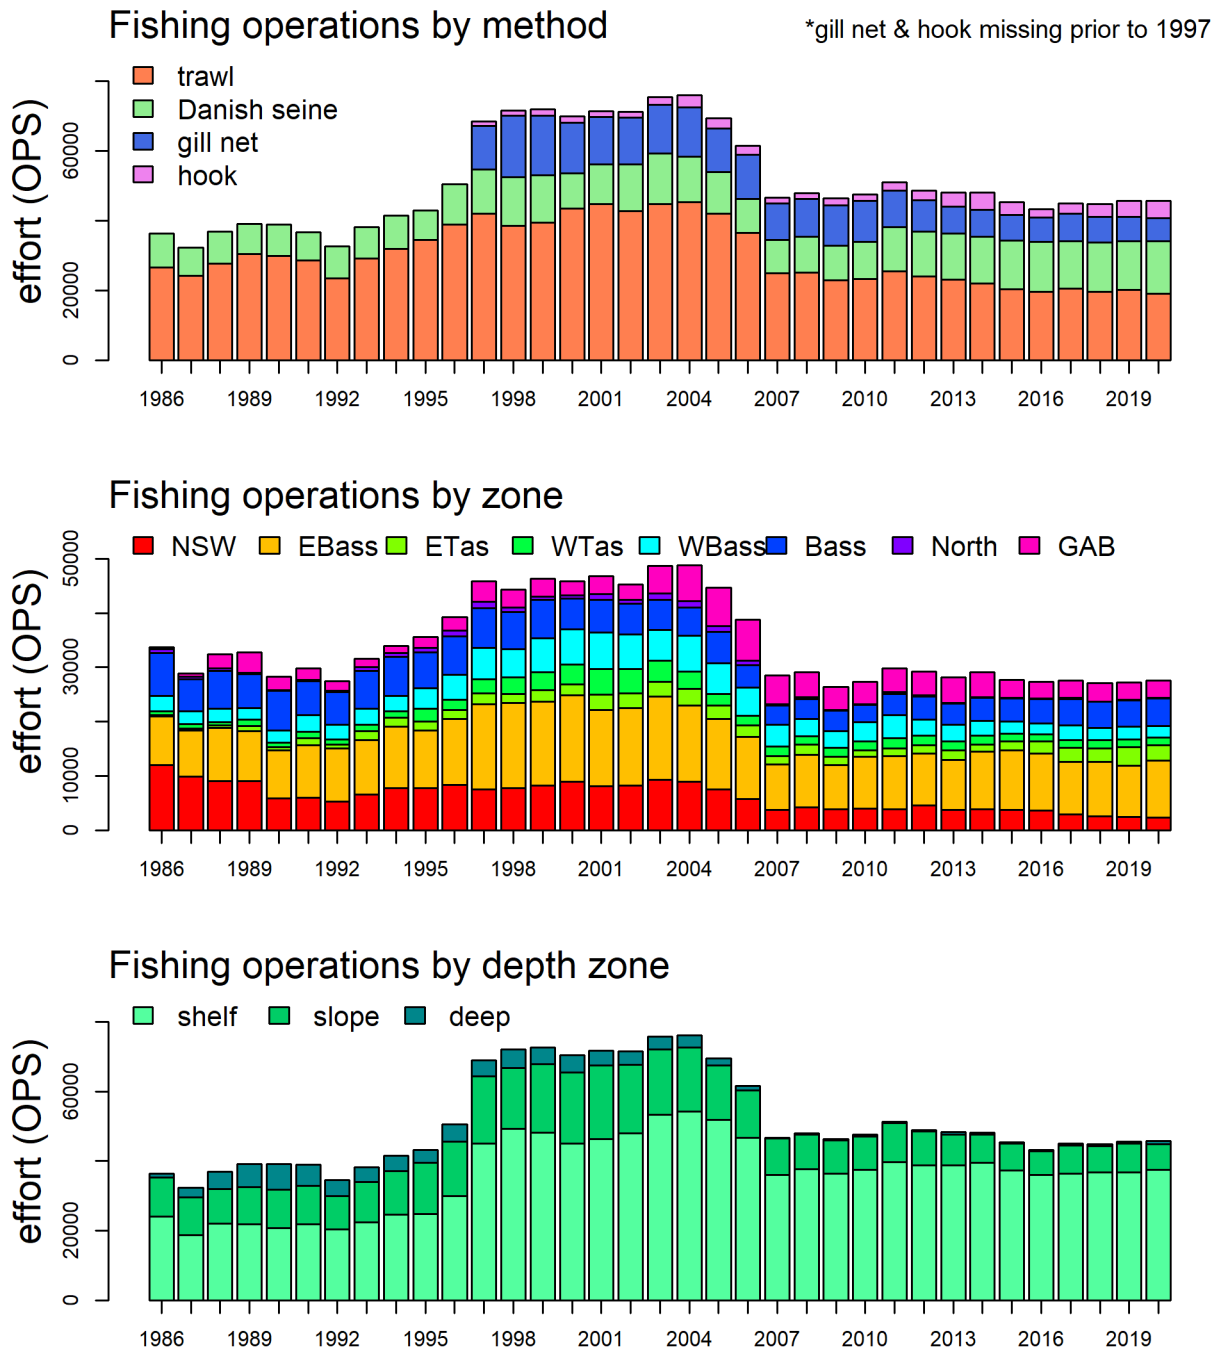 Fishing operations by method
*gill net & hook missing prior to 1997
trawl
Danish seine
gill net
hook
effort (OPS)
60000
20000
0
1986 1989 1992 1995 1998 2001 2004 2007 2010 2013 2016 2019
Fishing operations by zone
NSW EBass ETas WTas WBass Bass North GAB
effort (OPS)
50000
30000
10000
0
1986 1989 1992 1995 1998 2001 2004 2007 2010 2013 2016 2019
Fishing operations by depth zone
shelf slope deep
effort (OPS)
60000
20000
0
1986 1989 1992 1995 1998 2001 2004 2007 2010 2013 2016 2019